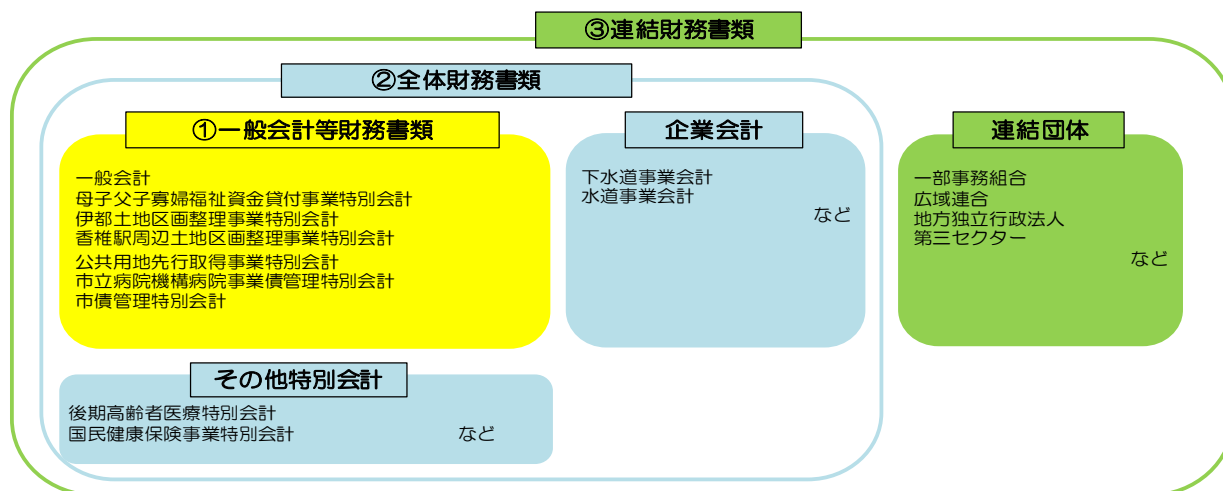 ③連結財務書類
②全体財務書類
①一般会計等財務書類
一般会計
母子父子寡婦福祉資金貸付事業特別会計
伊都土地区画整理事業特別会計
香椎駅周辺土地区画整理事業特別会計
公共用地先行取得事業特別会計
市立病院機構病院事業債管理特別会計
市債管理特別会計
企業会計
下水道事業会計
水道事業会計
など
連結団体
一部事務組合
広域連合
地方独立行政法人
第三セクター
など
その他特別会計
後期高齢者医療特別会計
国民健康保険事業特別会計 など